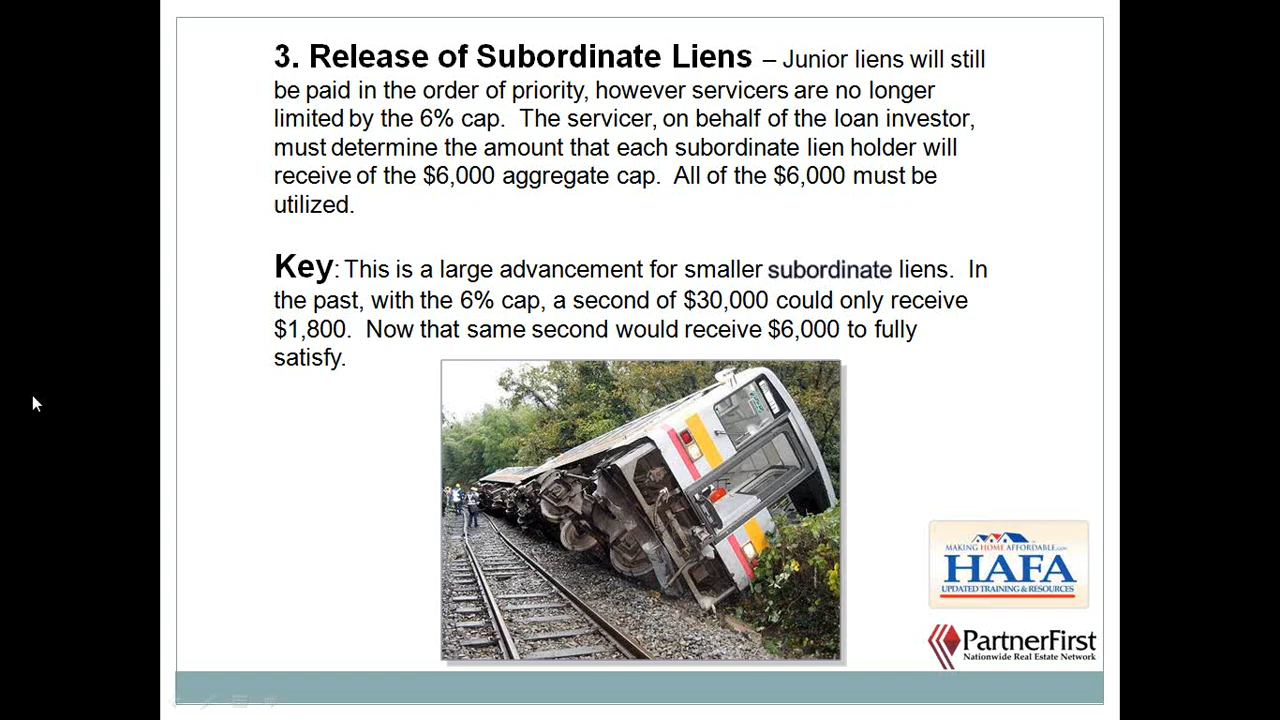 3. Release of Subordinate Liens – Junior liens will still
be paid in the order of priority, however servicers are no longer
limited by the 6% cap.  The servicer, on behalf of the loan investor,
must determine the amount that each subordinate lien holder will
receive of the $6,000 aggregate cap.  All of the $6,000 must be
utilized.
Key: This is a large advancement for smaller subordinate liens.  In
the past, with the 6% cap, a second of $30,000 could only receive
$1,800.  Now that same second would receive $6,000 to fully
satisfy.
MAKING HOME AFFORDABLE.GOV
HAFA
UPDATED TRAINING & RESOURCES
PartnerFirst
Nationwide Real Estate Network